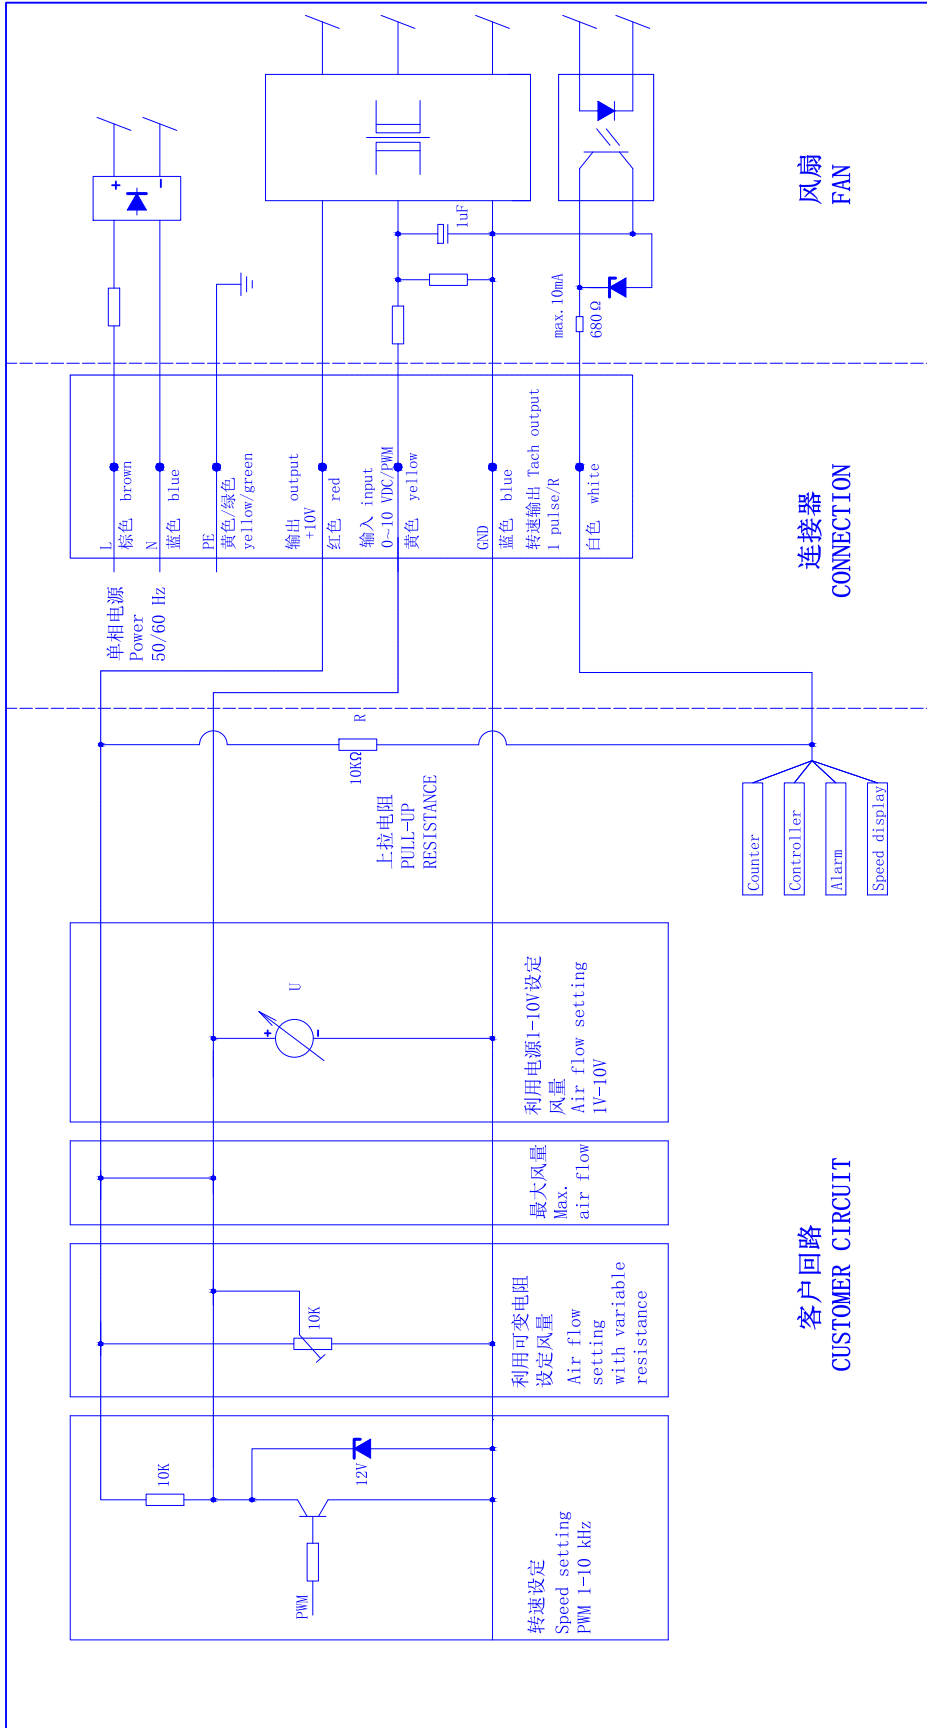 风扇
FAN
+
-
1uF
max.10mA
680Ω
连接器
CONNECTION
L
棕色 brown
N
蓝色 blue
PE
黄色/绿色
yellow/green
输出 output
+10V
红色 red
输入 input
0~10 VDC/PWM
黄色 yellow
GND
蓝色 blue
转速输出 Tach output
1 pulse/R
白色 white
单相电源
Power
50/60 Hz
客户回路
CUSTOMER CIRCUIT
R
10KΩ
上拉电阻
PULL-UP
RESISTANCE
Counter
Controller
Alarm
Speed display
U
+
-
利用电源1-10V设定
风量
Air flow setting
1V-10V
最大风量
Max.
air flow
10K
利用可变电阻
设定风量
Air flow
setting
with variable
resistance
10K
12V
PWM
转速设定
Speed setting
PWM 1-10 kHz